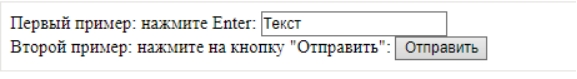 Первый пример: нажмите Enter: Текст
Второй пример: нажмите на кнопку "Отправить": Отправить